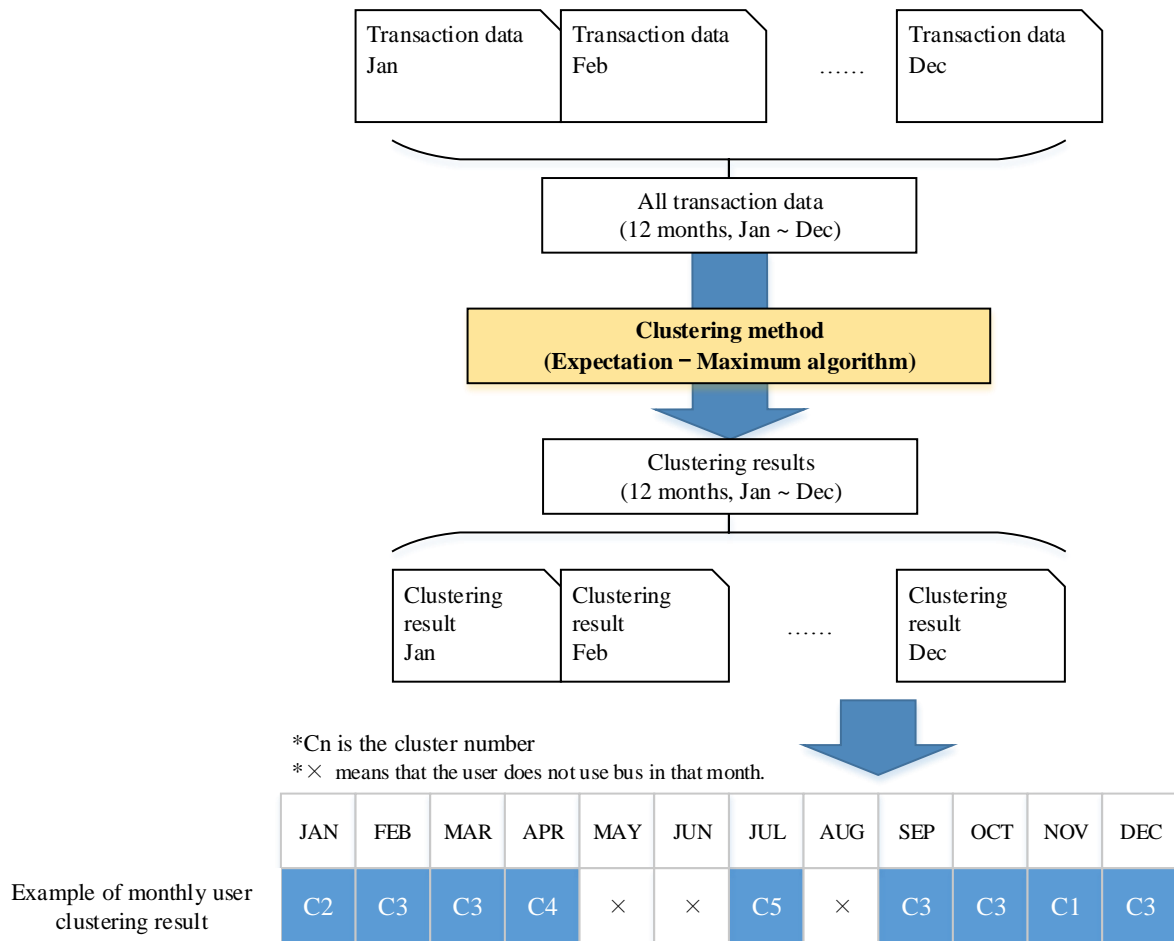 Transaction data
Jan
Transaction data
Feb
……
Transaction data
Dec
All transaction data
(12 months, Jan ~ Dec)
Clustering method
(Expectation − Maximum algorithm)
Clustering results
(12 months, Jan ~ Dec)
Clustering
result
Jan
Clustering
result
Feb
……
Clustering
result
Dec
*Cn is the cluster number
*× means that the user does not use bus in that month.
JAN FEB MAR APR MAY JUN JUL AUG SEP OCT NOV DEC
Example of monthly user
clustering result
C2 C3 C3 C4 × × C5 × C3 C3 C1 C3